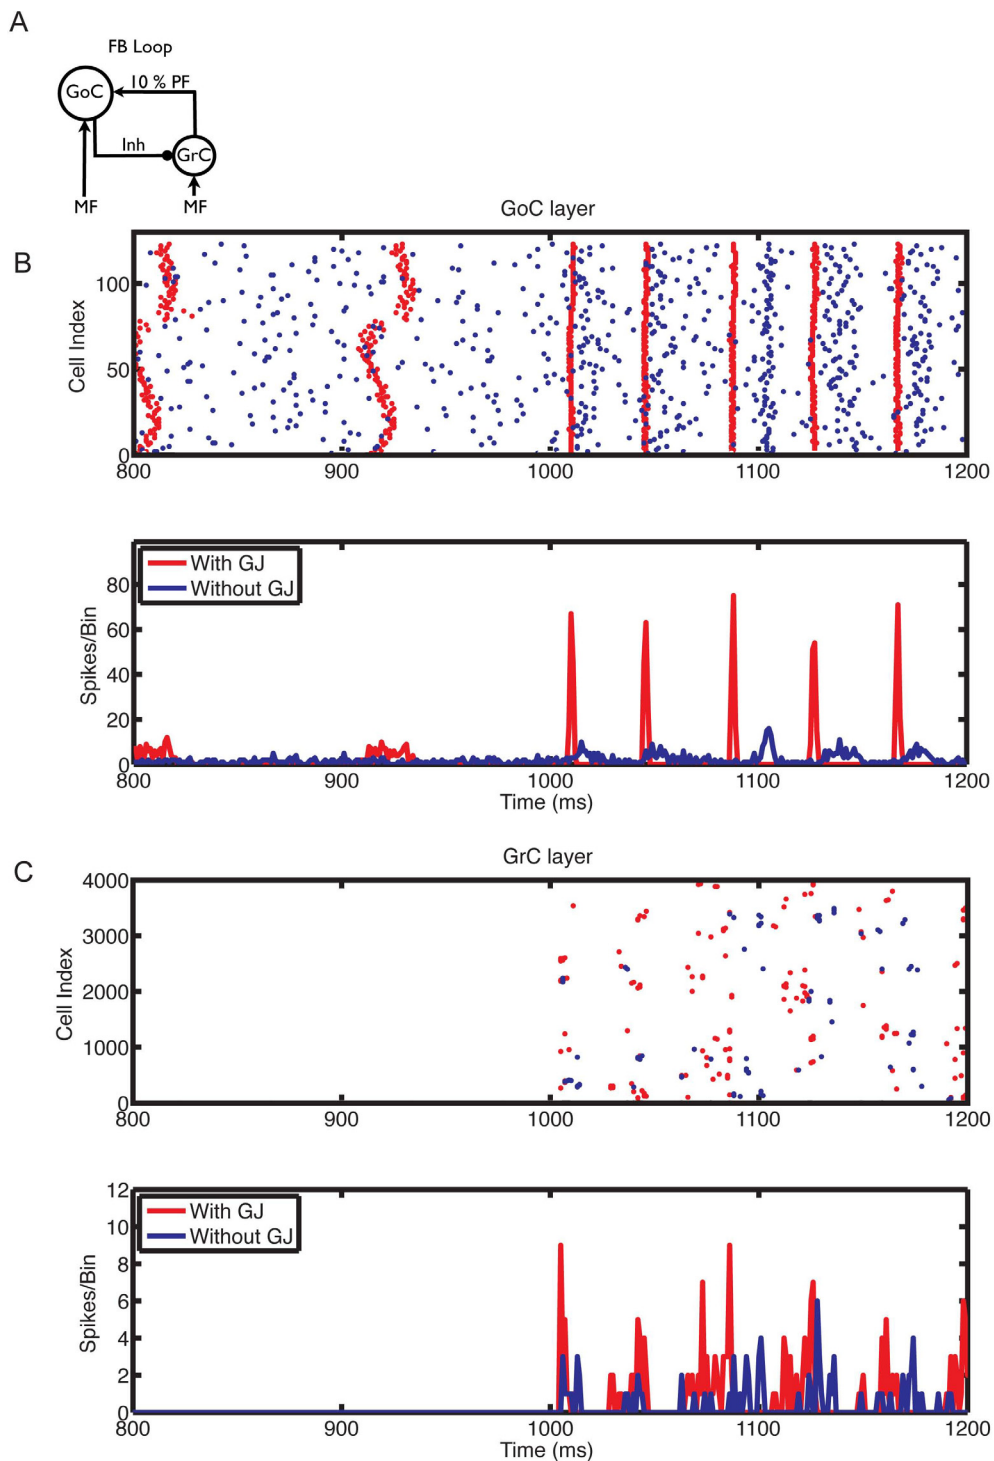 A
FB Loop
GoC
10 % PF
Inh
GrC
MF
MF
B
GoC layer
Cell Index
100
50
0
800
900
1000
1100
1200
With GJ
Without GJ
Spikes/Bin
80
60
40
20
0
800
900
1000
1100
1200
Time (ms)
C
GrC layer
Cell Index
4000
3000
2000
1000
0
800
900
1000
1100
1200
With GJ
Without GJ
Spikes/Bin
12
10
8
6
4
2
0
800
900
1000
1100
1200
Time (ms)